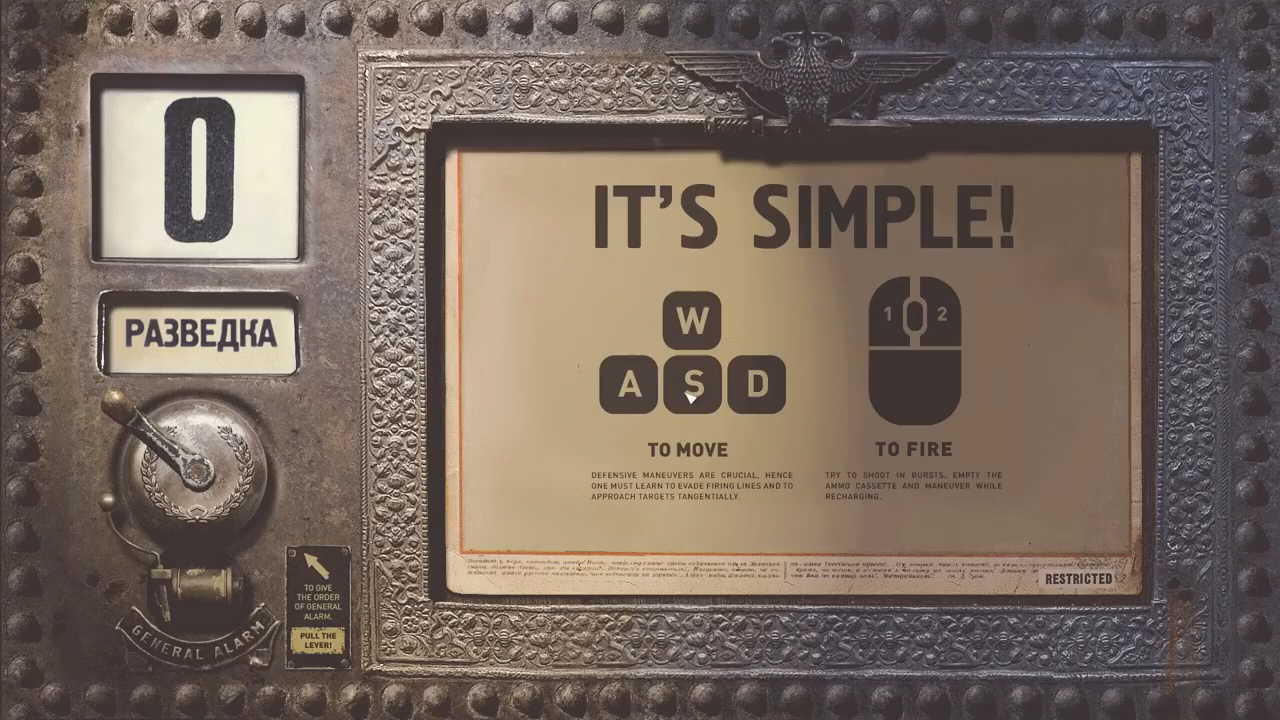 0
РАЗВЕДКА
GENERAL ALARM
TO GIVE
THE ORDER
OF GENERAL
ALARM,
PULL THE
LEVER!
IT'S SIMPLE!
W
A S D
1 2
TO MOVE
DEFENSIVE MANEUVERS ARE CRUCIAL, HENCE
ONE MUST LEARN TO EVADE FIRING LINES AND TO
APPROACH TARGETS TANGENTIALLY.
TO FIRE
TRY TO SHOOT IN BURSTS, EMPTY THE
AMMO CASSETTE AND MANEUVER WHILE
RECHARGING.
RESTRICTED